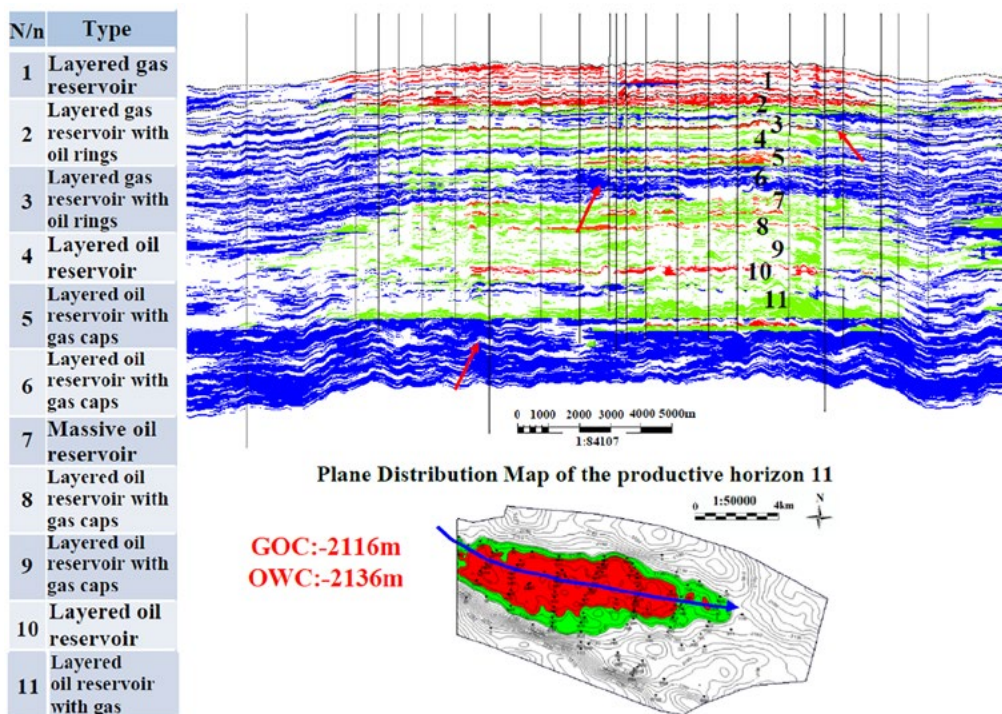 N/n Type
1 Layered gas
reservoir
2 Layered gas
reservoir with
oil rings
3 Layered gas
reservoir with
oil rings
4 Layered oil
reservoir
5 Layered oil
reservoir with
gas caps
6 Layered oil
reservoir with
gas caps
7 Massive oil
reservoir
8 Layered oil
reservoir with
gas caps
9 Layered oil
reservoir with
gas caps
10 Layered oil
reservoir
11 Layered
oil reservoir
with gas
1
2
3
4
5
6
7
8
9
10
11
0 1000 2000 3000 4000 5000m
1:84107
Plane Distribution Map of the productive horizon 11
1:50000
0 4km
N
GOC:-2116m
OWC:-2136m